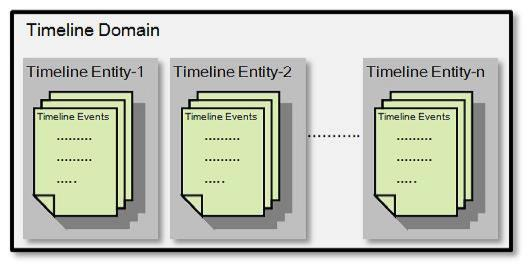 Timeline Domain
Timeline Entity-1
Timeline Events
.........
.........
.....
Timeline Entity-2
Timeline Events
.........
.........
.....
...........
Timeline Entity-n
Timeline Events
.........
.........
.....